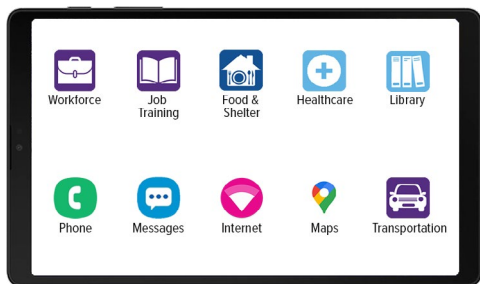 Workforce
Job
Training
Food &
Shelter
Healthcare
Library
Phone
Messages
Internet
Maps
Transportation